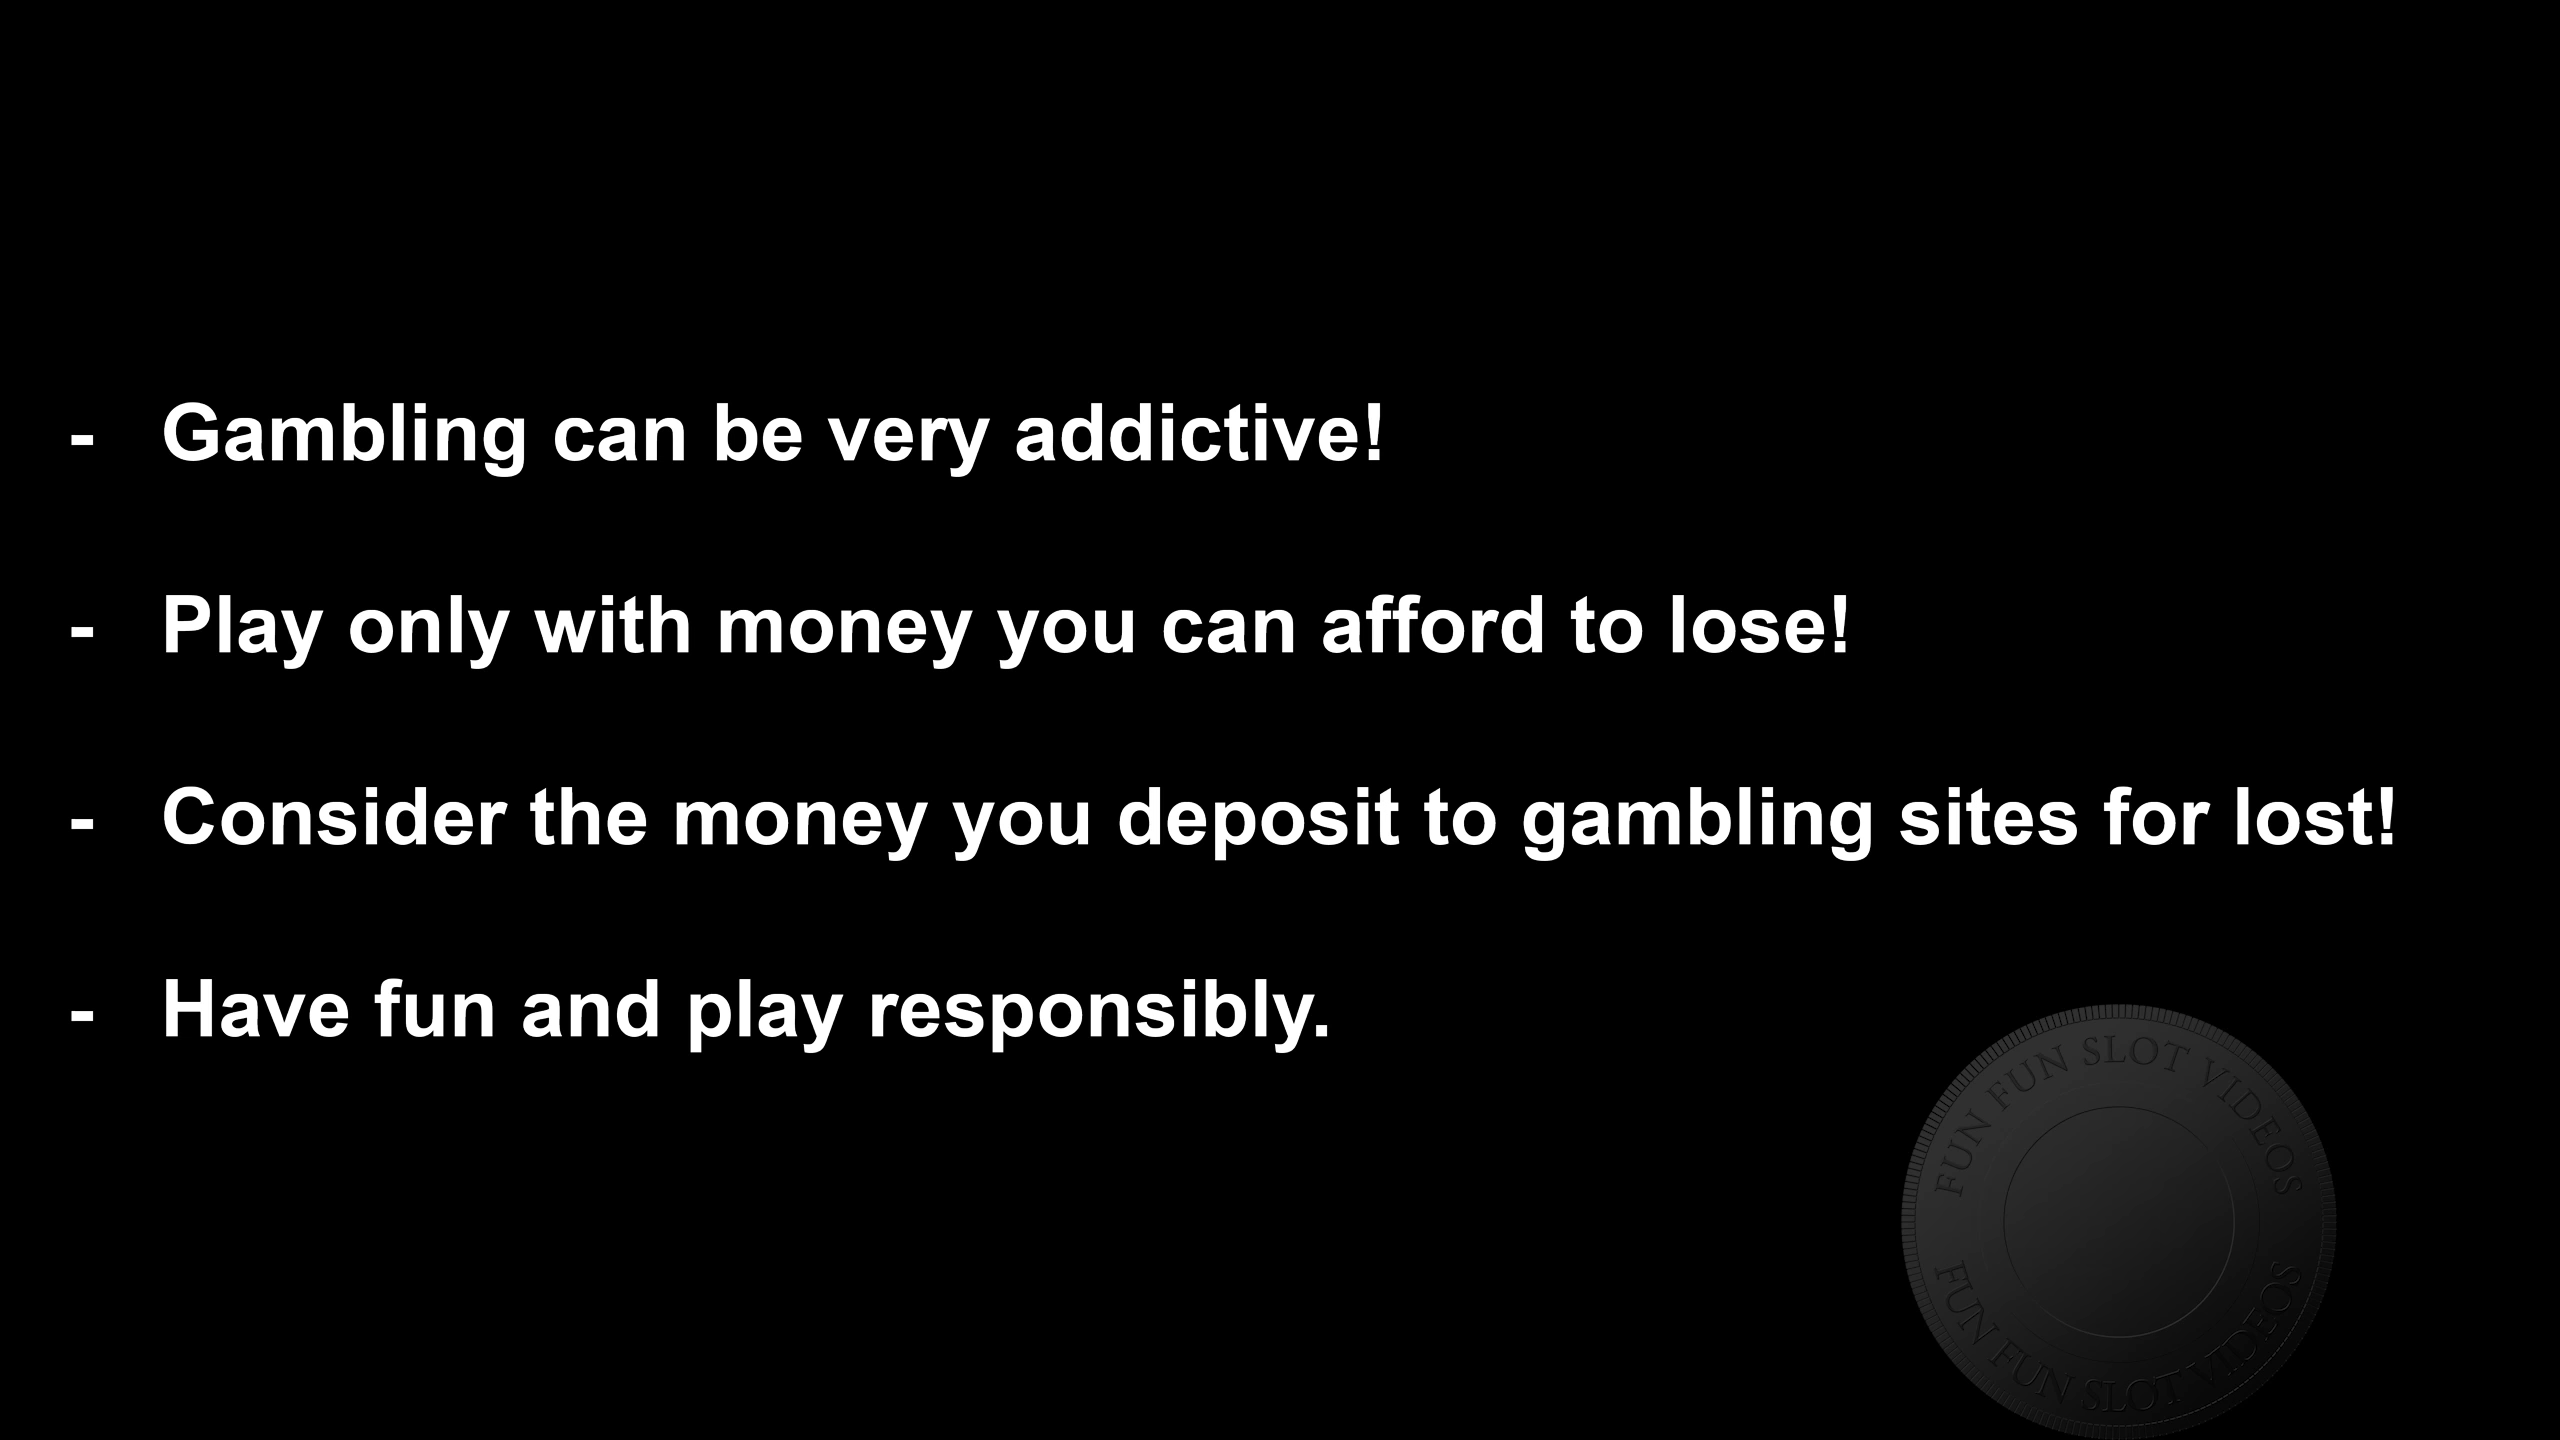 - Gambling can be very addictive!
- Play only with money you can afford to lose!
- Consider the money you deposit to gambling sites for lost!
- Have fun and play responsibly.
FUN FUN SLOT VIDEOS
FUN FUN SLOT VIDEOS